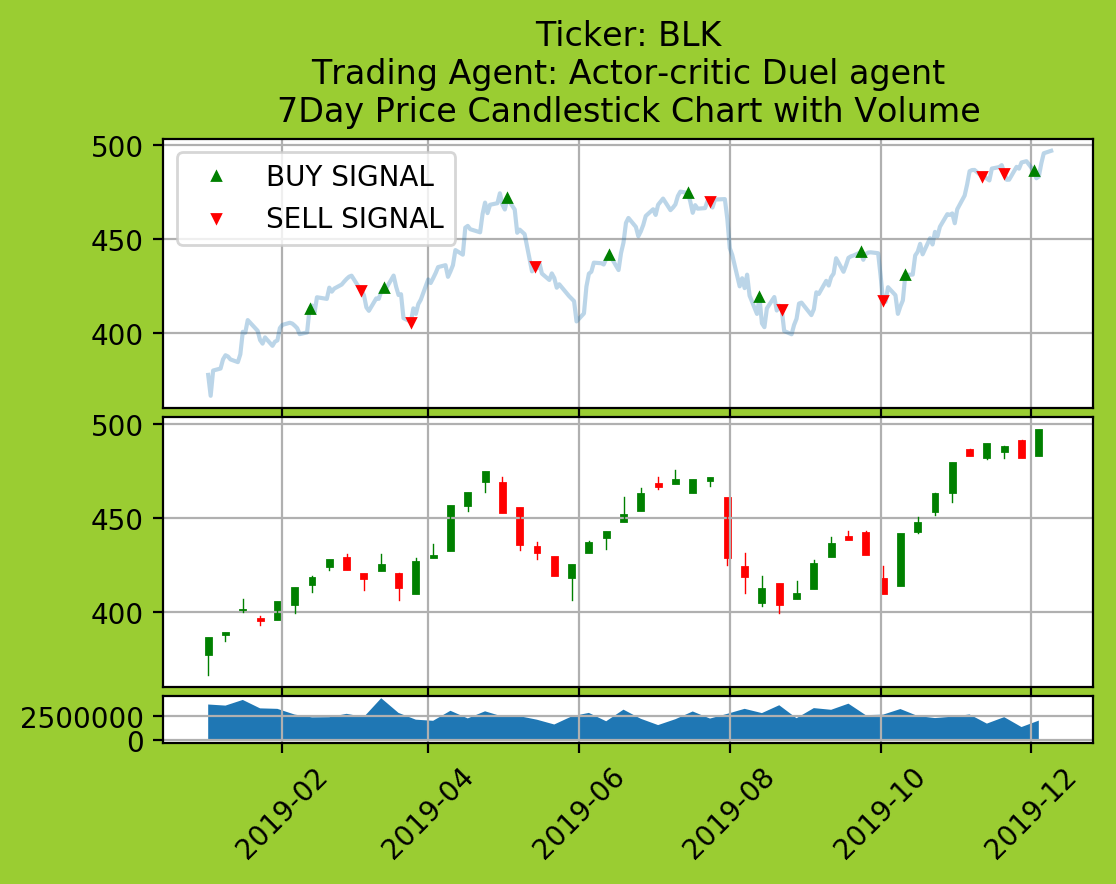 Ticker: BLK
Trading Agent: Actor-critic Duel agent
7Day Price Candlestick Chart with Volume
500
450
400
BUY SIGNAL
SELL SIGNAL
500
450
400
2500000
0
2019-02
2019-04
2019-06
2019-08
2019-10
2019-12